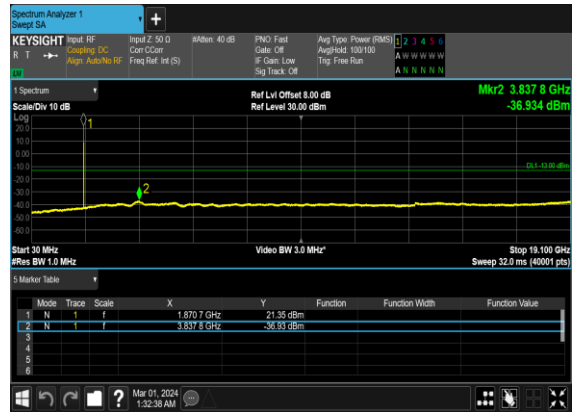 Spectrum Analyzer 1
Swept SA
+
KEYSIGHT Input: RF Input Z: 50 Ω #Atten: 40 dB PNO: Fast Avg Type: Power (RMS) 1 2 3 4 5 6
R T Coupling: DC Corr CCorr Gate: Off Avg|Hold: 100/100 A W W W W W
Align: Auto/No RF Freq Ref: Int (S) IF Gain: Low Trig: Free Run
LW Sig Track: Off A N N N N N
1 Spectrum Ref Lvl Offset 8.00 dB Mkr2 3.837 8 GHz
Scale/Div 10 dB Ref Level 30.00 dBm -36.934 dBm
Log
1
20.0
10.0
0.00
-10.0
DL1 -13.00 dBm
-20.0
-30.0
2
-40.0
-50.0
-60.0
Start 30 MHz Video BW 3.0 MHz* Stop 19.100 GHz
#Res BW 1.0 MHz Sweep 32.0 ms (40001 pts)
5 Marker Table
Mode Trace Scale X Y Function Function Width Function Value
1 N 1 f 1.870 7 GHz 21.35 dBm
2 N 1 f 3.837 8 GHz -36.93 dBm
3
4
5
6
? Mar 01, 2024
1:32:38 AM